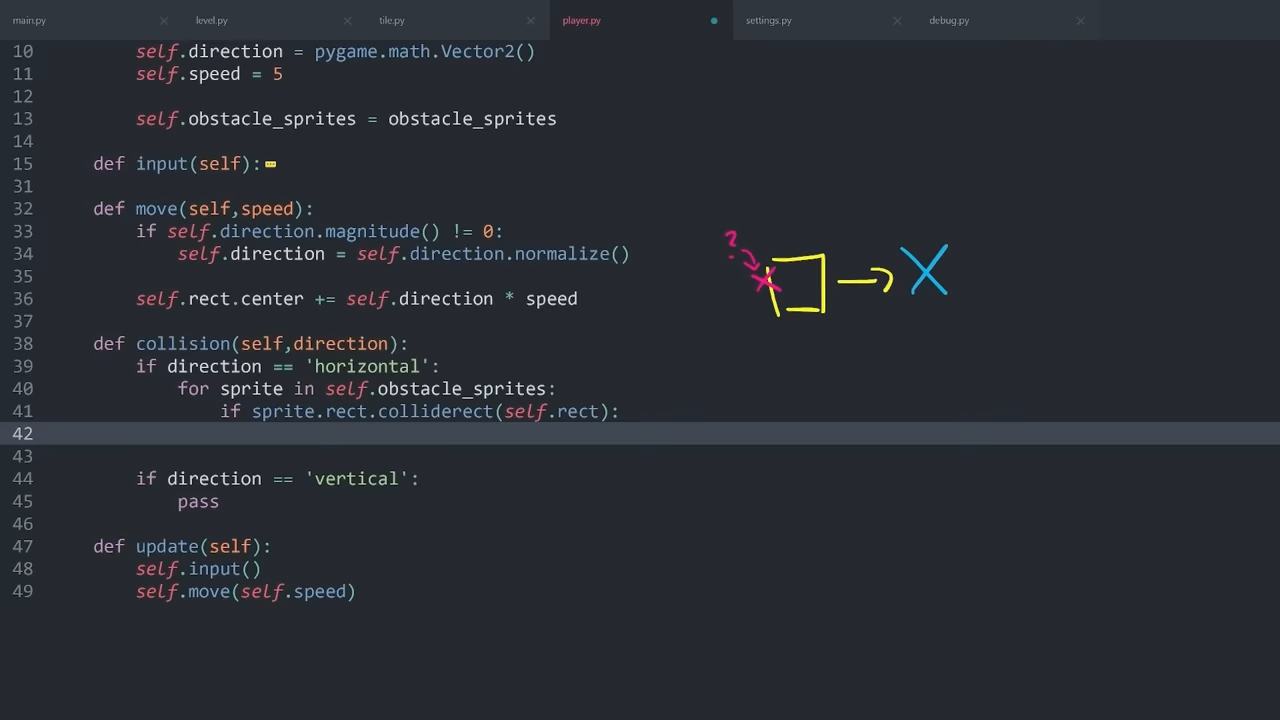 main.py level.py tile.py player.py settings.py debug.py
10 self.direction = pygame.math.Vector2()
11 self.speed = 5
12
13 self.obstacle_sprites = obstacle_sprites
14
15 def input(self):
31
32 def move(self,speed):
33 if self.direction.magnitude() != 0:
34 self.direction = self.direction.normalize()
35
36 self.rect.center += self.direction * speed
37
38 def collision(self,direction):
39 if direction == 'horizontal':
40 for sprite in self.obstacle_sprites:
41 if sprite.rect.colliderect(self.rect):
42
43
44 if direction == 'vertical':
45 pass
46
47 def update(self):
48 self.input()
49 self.move(self.speed)
?